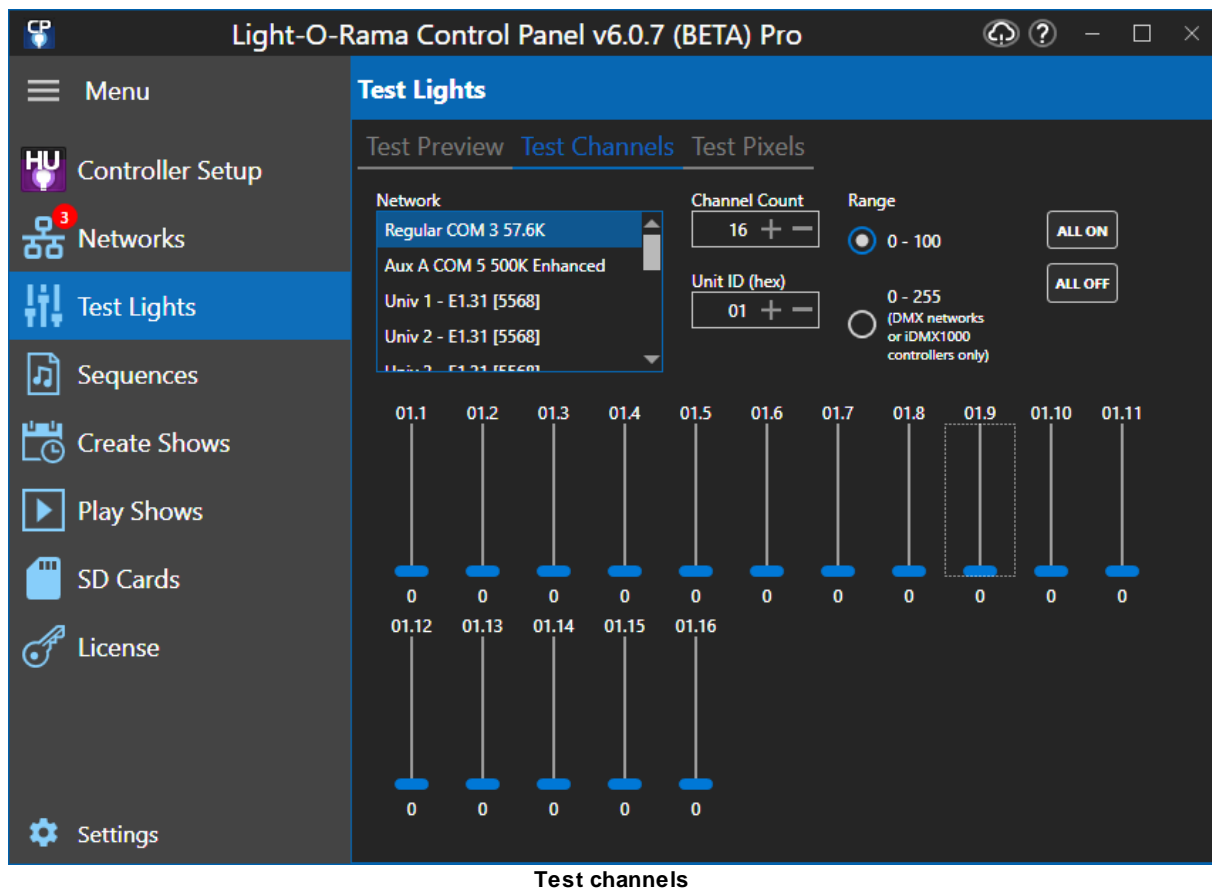 CP
Light-O-Rama Control Panel v6.0.7 (BETA) Pro
?
Menu
Test Lights
HU
Controller Setup
3
Networks
Test Lights
Sequences
Create Shows
Play Shows
SD Cards
License
Settings
Test Preview Test Channels Test Pixels
Network
Regular COM 3 57.6K
Aux A COM 5 500K Enhanced
Univ 1 - E1.31 [5568]
Univ 2 - E1.31 [5568]
Univ 3 - E1.31 [5568]
Channel Count
16
Unit ID (hex)
01
Range
0 - 100
0 - 255
(DMX networks
or iDMX1000
controllers only)
ALL ON
ALL OFF
01.1 01.2 01.3 01.4 01.5 01.6 01.7 01.8 01.9 01.10 01.11
0 0 0 0 0 0 0 0 0 0 0
01.12 01.13 01.14 01.15 01.16
0 0 0 0 0
Test channels